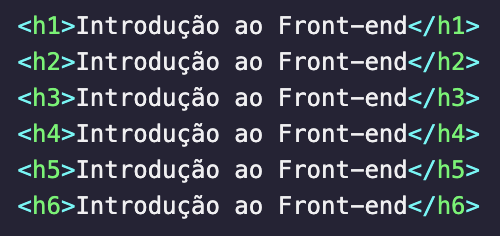 <h1>Introdução ao Front-end</h1>
<h2>Introdução ao Front-end</h2>
<h3>Introdução ao Front-end</h3>
<h4>Introdução ao Front-end</h4>
<h5>Introdução ao Front-end</h5>
<h6>Introdução ao Front-end</h6>